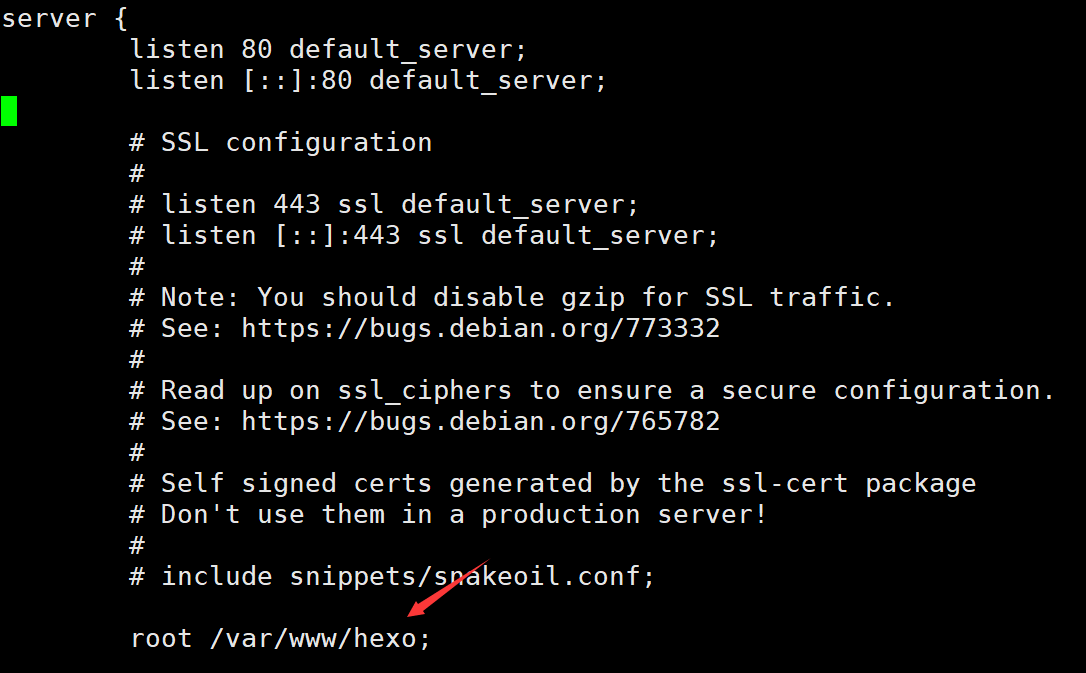 server {
listen 80 default_server;
listen [::]:80 default_server;
# SSL configuration
#
# listen 443 ssl default_server;
# listen [::]:443 ssl default_server;
#
# Note: You should disable gzip for SSL traffic.
# See: https://bugs.debian.org/773332
#
# Read up on ssl_ciphers to ensure a secure configuration.
# See: https://bugs.debian.org/765782
#
# Self signed certs generated by the ssl-cert package
# Don't use them in a production server!
#
# include snippets/snakeoil.conf;
root /var/www/hexo;